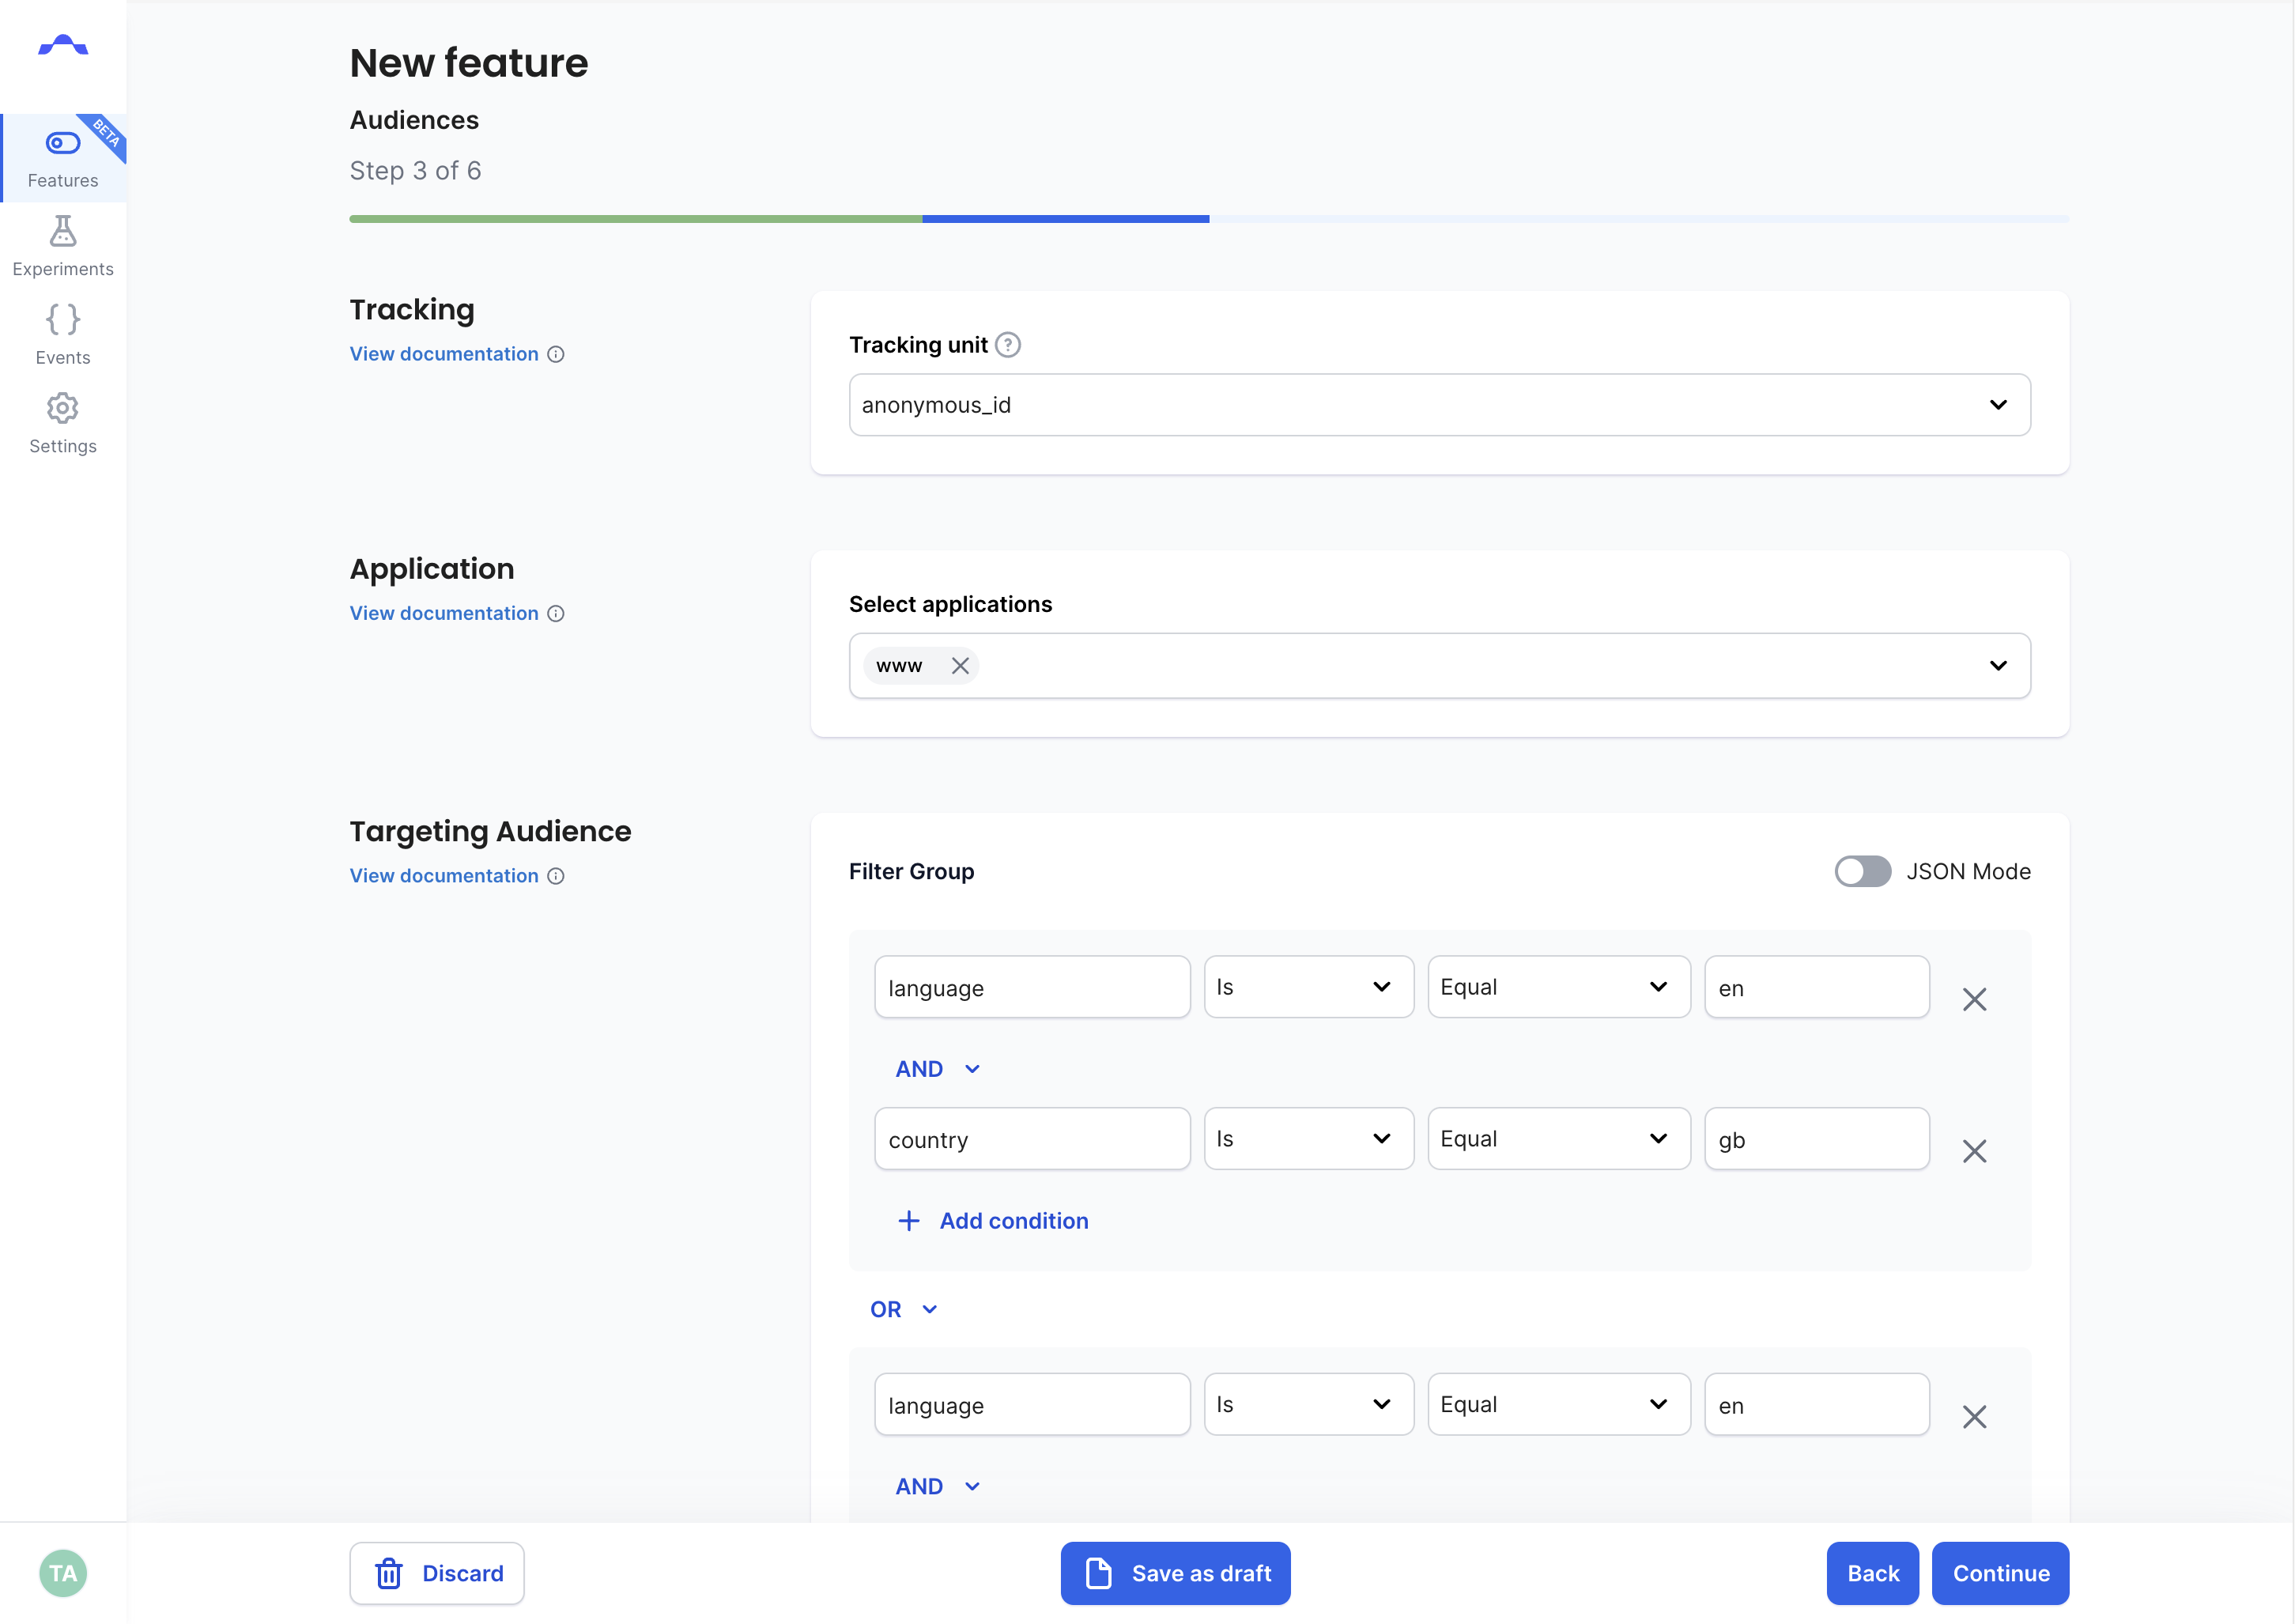 New feature
Audiences
Step 3 of 6
BETA
Features
Experiments
Events
Settings
Tracking
View documentation
Tracking unit
anonymous_id
Application
View documentation
Select applications
www
Targeting Audience
View documentation
Filter Group
JSON Mode
language Is Equal en
AND
country Is Equal gb
Add condition
OR
language Is Equal en
AND
TA
Discard
Save as draft
Back
Continue